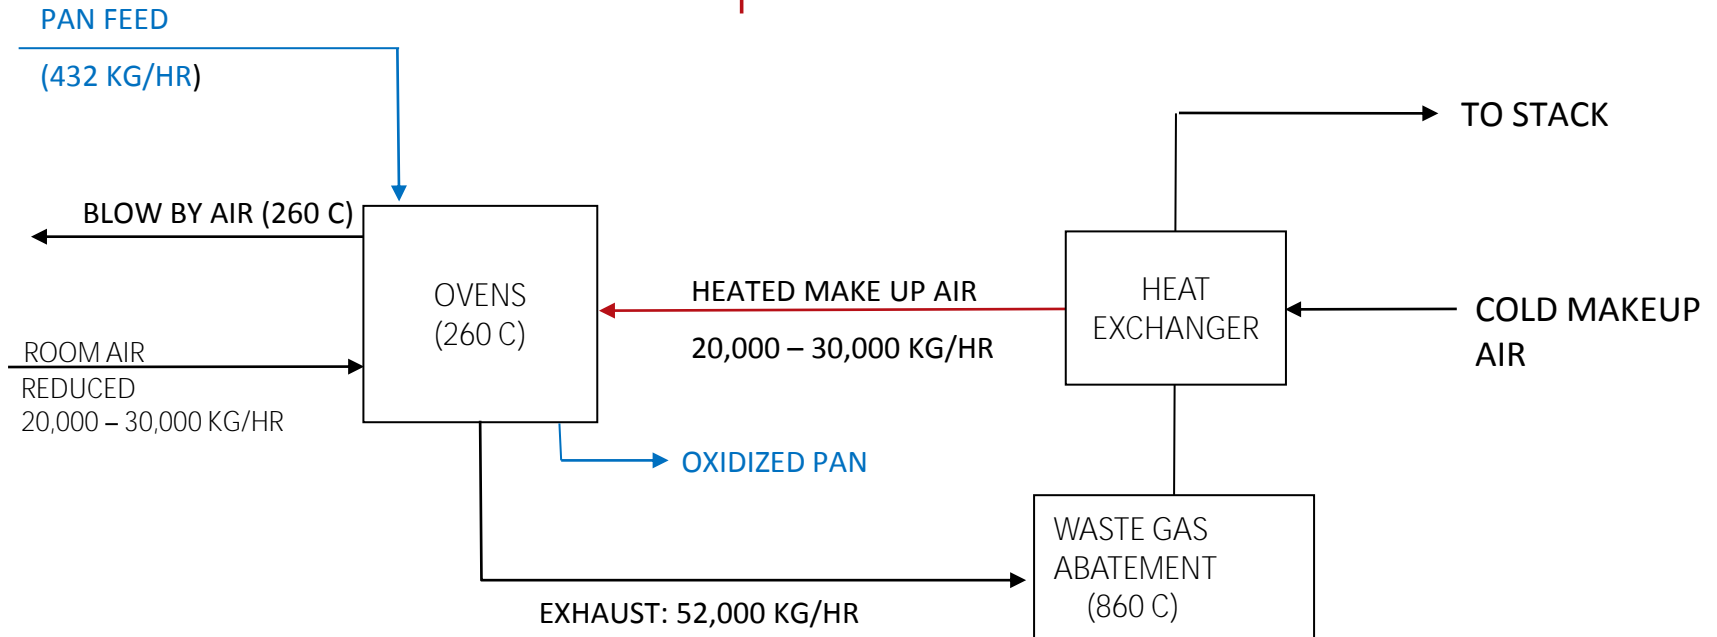 PAN FEED
(432 KG/HR)
TO STACK
BLOW BY AIR (260 C)
OVENS
(260 C)
HEATED MAKE UP AIR
20,000 – 30,000 KG/HR
HEAT
EXCHANGER
COLD MAKEUP
AIR
ROOM AIR
REDUCED
20,000 – 30,000 KG/HR
OXIDIZED PAN
WASTE GAS
ABATEMENT
(860 C)
EXHAUST: 52,000 KG/HR